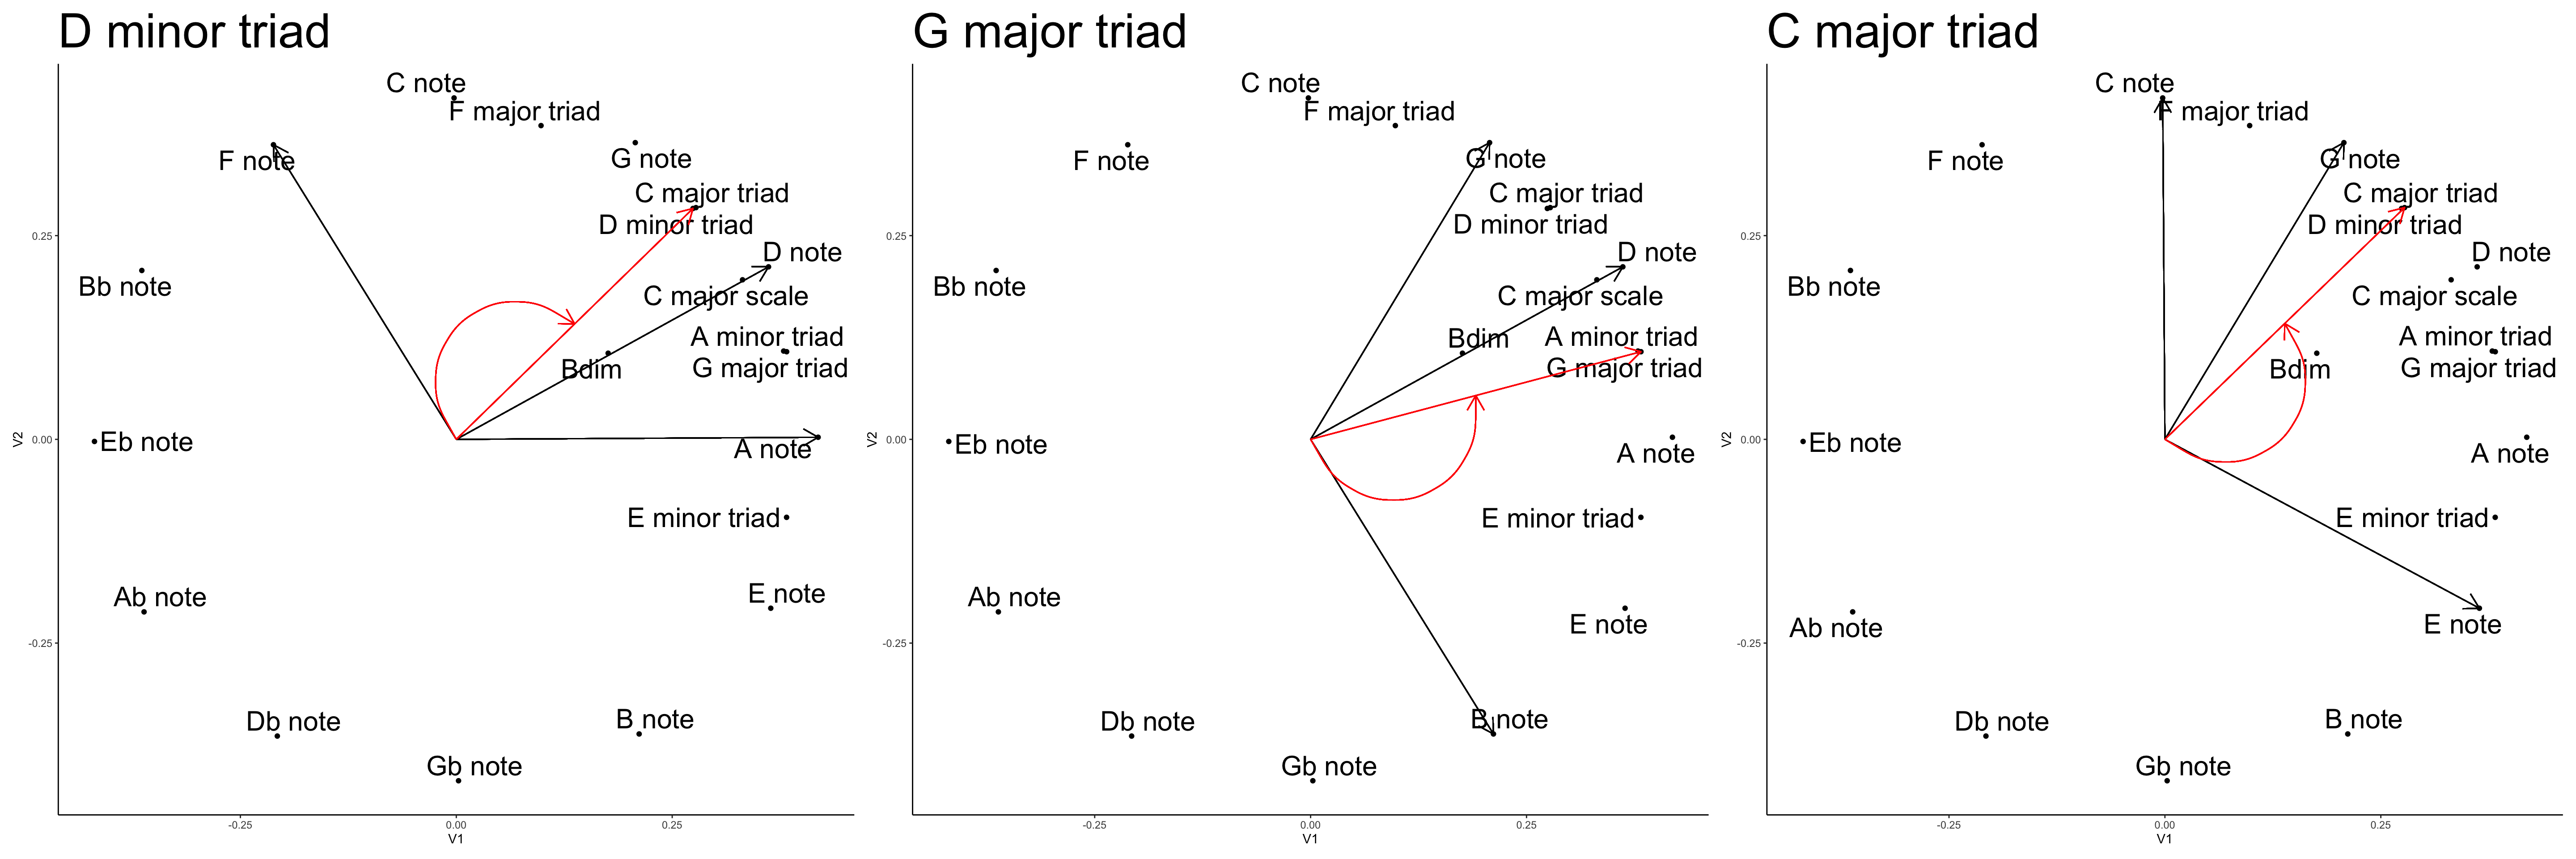 D minor triad
C note
F major triad
G note
F note
C major triad
D minor triad
D note
Bb note
C major scale
A minor triad
Bdim
G major triad
Eb note
A note
E minor triad
Ab note
E note
Db note
B note
Gb note
0.25
0.00
-0.25
V2
-0.25
0.00
0.25
V1
G major triad
C note
F major triad
G note
F note
C major triad
D minor triad
D note
Bb note
C major scale
Bdim
A minor triad
G major triad
Eb note
A note
E minor triad
Ab note
E note
Db note
B note
Gb note
0.25
0.00
-0.25
V2
-0.25
0.00
0.25
V1
C major triad
C note
F major triad
G note
F note
C major triad
D minor triad
D note
Bb note
C major scale
A minor triad
Bdim
G major triad
Eb note
A note
E minor triad
Ab note
E note
Db note
B note
Gb note
0.25
0.00
-0.25
V2
-0.25
0.00
0.25
V1